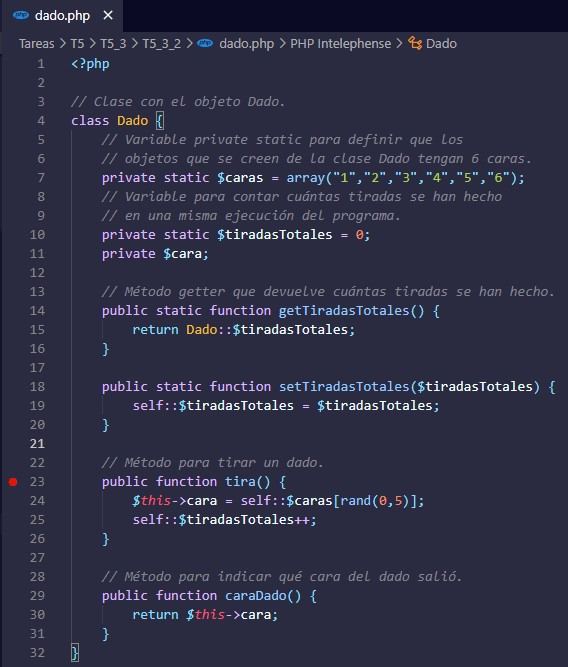 php dado.php ×
Tareas > T5 > T5_3 > T5_3_2 > php dado.php > PHP Intelephense > Dado
1 <?php
2
3 // Clase con el objeto Dado.
4 class Dado {
5     // Variable private static para definir que los
6     // objetos que se creen de la clase Dado tengan 6 caras.
7     private static $caras = array("1","2","3","4","5","6");
8     // Variable para contar cuántas tiradas se han hecho
9     // en una misma ejecución del programa.
10     private static $tiradasTotales = 0;
11     private $cara;
12
13     // Método getter que devuelve cuántas tiradas se han hecho.
14     public static function getTiradasTotales() {
15         return Dado::$tiradasTotales;
16     }
17
18     public static function setTiradasTotales($tiradasTotales) {
19         self::$tiradasTotales = $tiradasTotales;
20     }
21
22     // Método para tirar un dado.
23     public function tira() {
24         $this->cara = self::$caras[rand(0,5)];
25         self::$tiradasTotales++;
26     }
27
28     // Método para indicar qué cara del dado salió.
29     public function caraDado() {
30         return $this->cara;
31     }
32 }